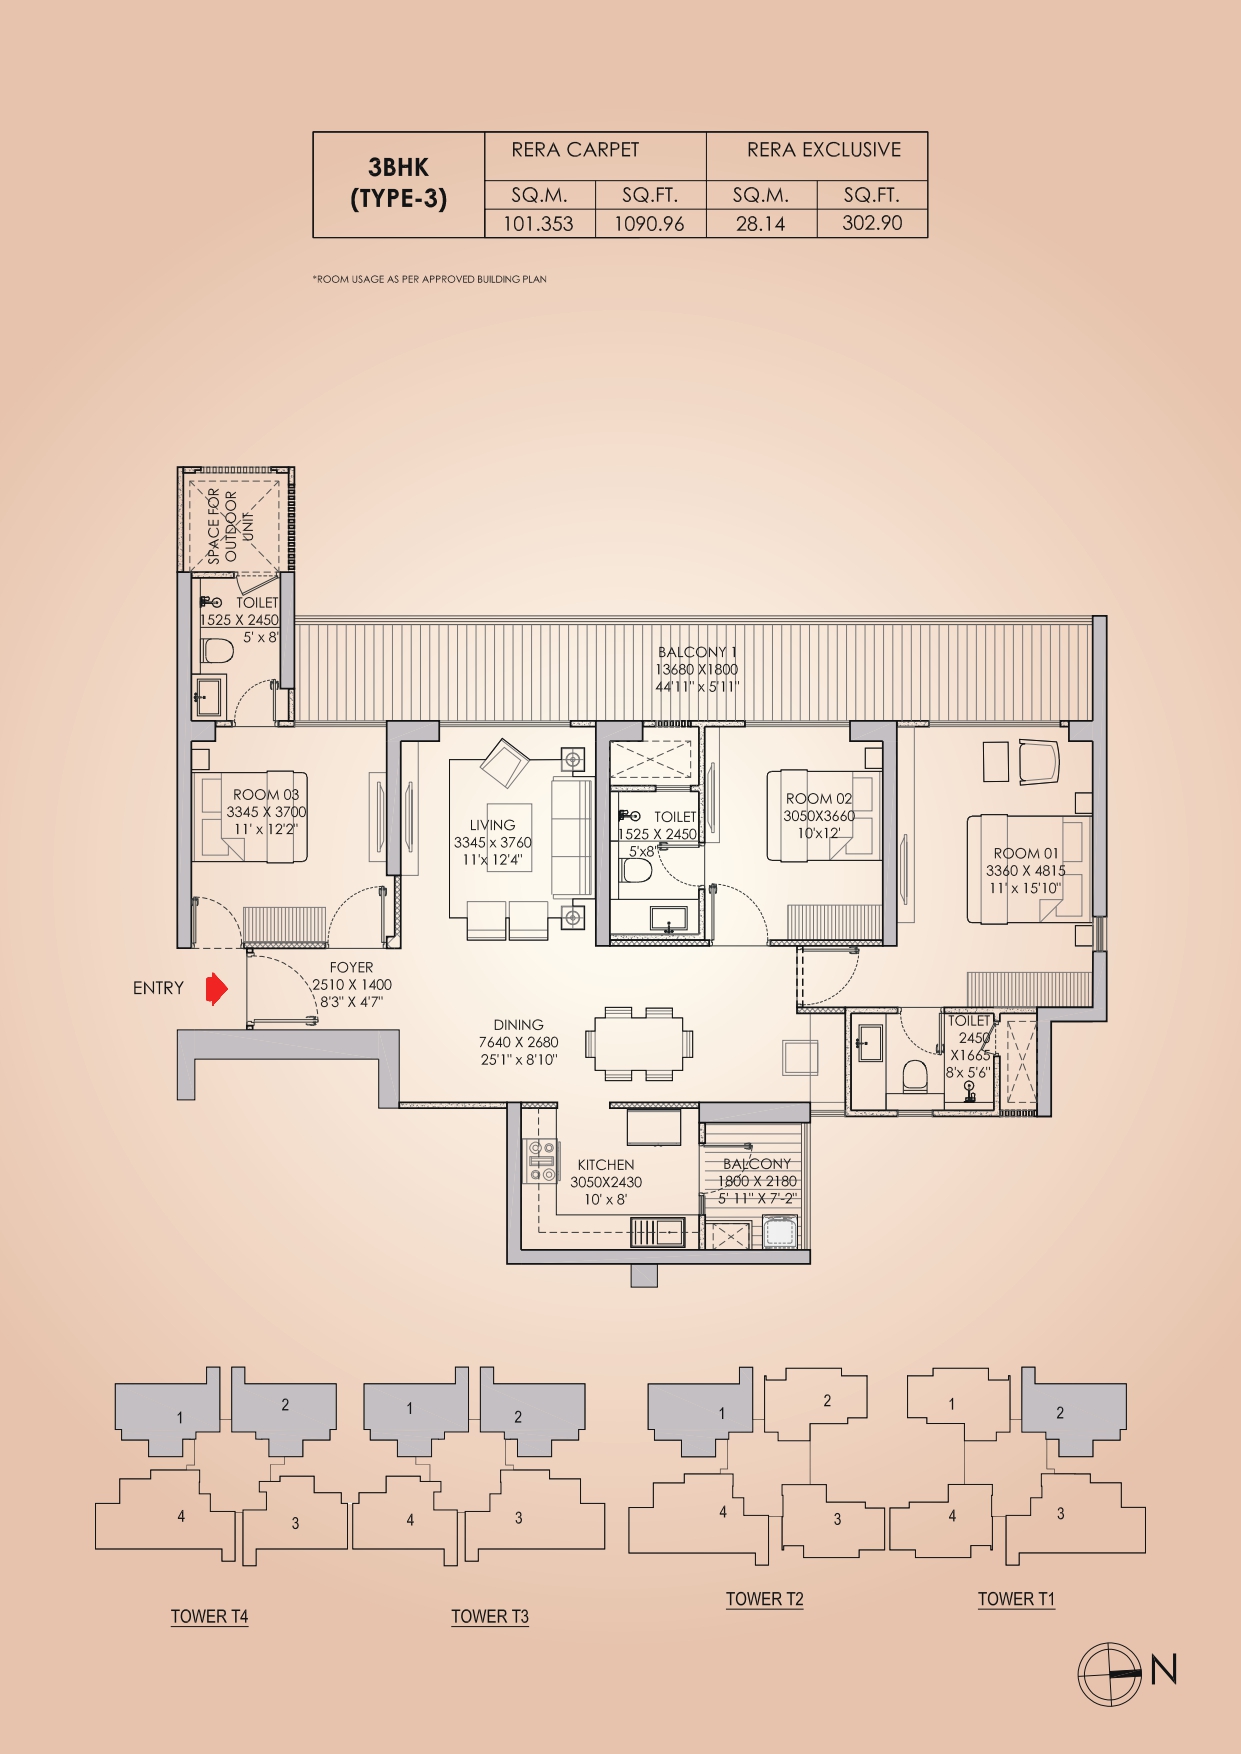 3BHK
(TYPE-3)
RERA CARPET RERA EXCLUSIVE
SQ.M. SQ.FT. SQ.M. SQ.FT.
101.353 1090.96 28.14 302.90
*ROOM USAGE AS PER APPROVED BUILDING PLAN
SPACE FOR
OUTDOOR
UNIT
TOILET
1525 X 2450
5' x 8'
BALCONY 1
13680 X1800
44'11" x 5'11"
ROOM 03
3345 X 3700
11' x 12'2"
LIVING
3345 x 3760
11'x 12'4"
TOILET
1525 X 2450
5'x8'
ROOM 02
3050X3660
10'x12'
ROOM 01
3360 X 4815
11' x 15'10"
ENTRY
FOYER
2510 X 1400
8'3" X 4'7"
DINING
7640 X 2680
25'1" x 8'10"
TOILET
2450
X1665
8'x 5'6"
KITCHEN
3050X2430
10' x 8'
BALCONY
1800 X 2180
5' 11" X 7'-2"
1 2 1 2 1 2 1 2
4 3 4 3 4 3 4 3
TOWER T4 TOWER T3 TOWER T2 TOWER T1
N